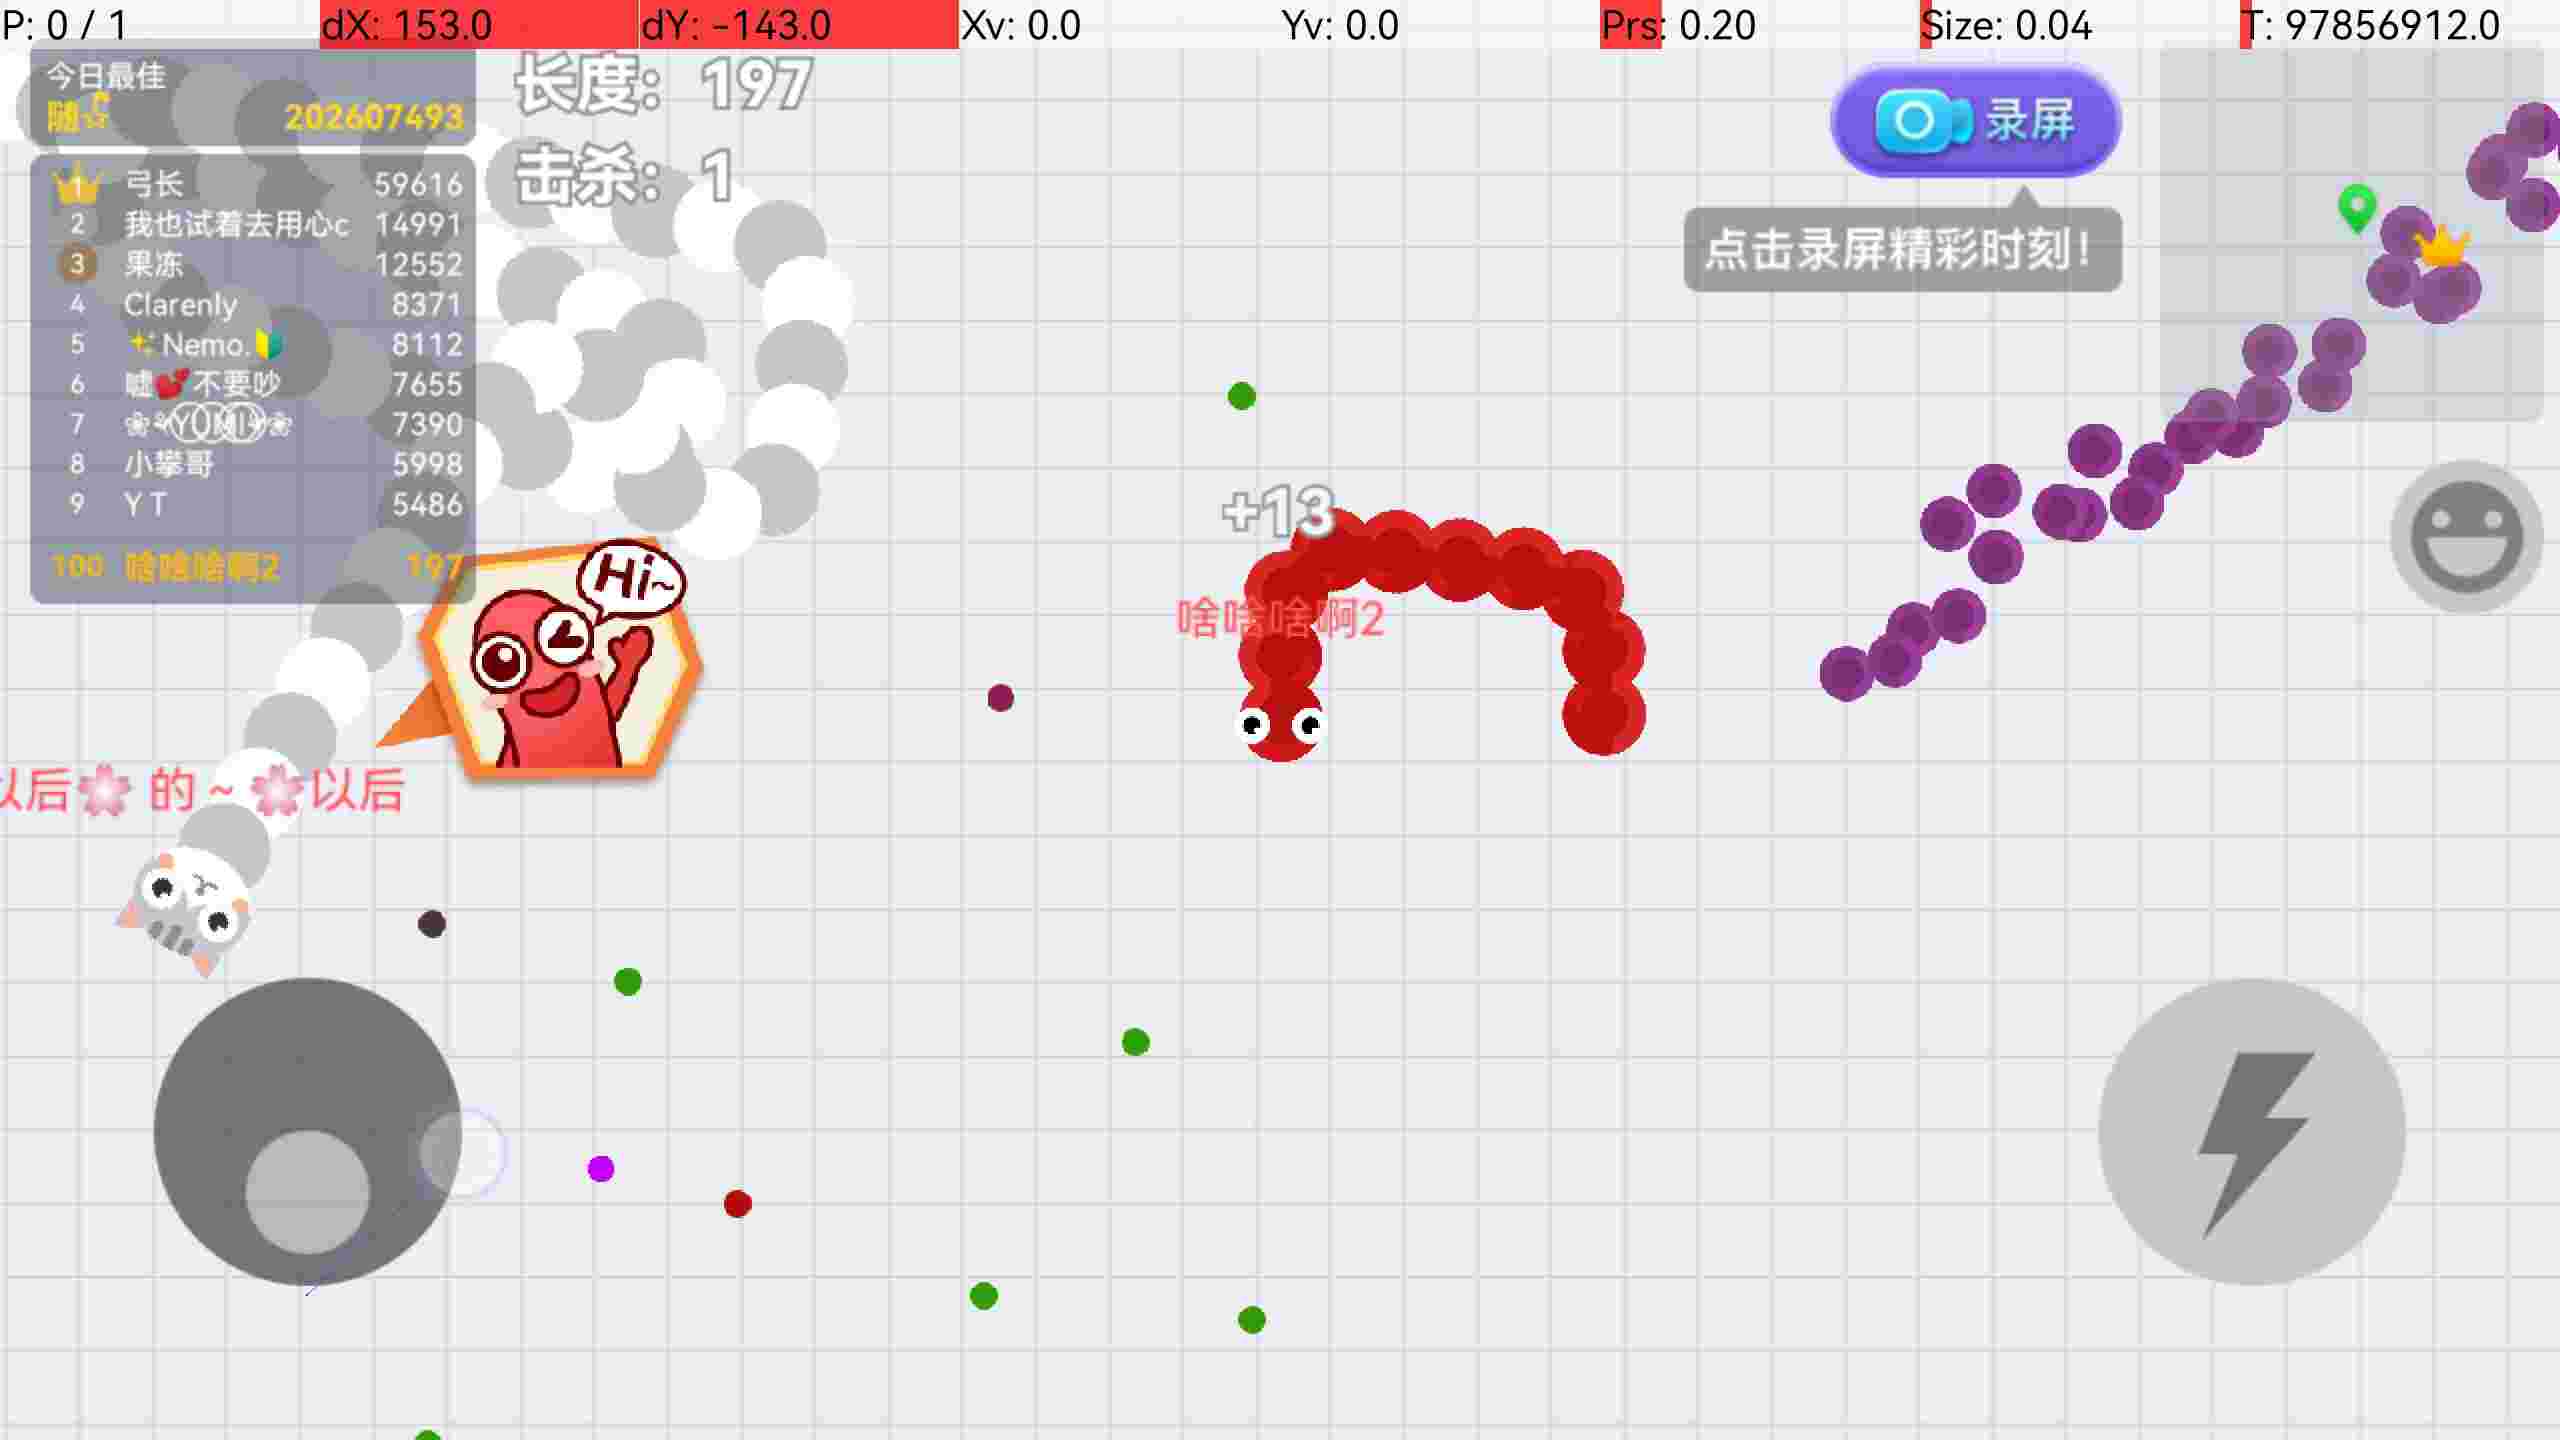 P: 0 / 1
dX: 153.0
dY: -143.0
Xv: 0.0
Yv: 0.0
Prs: 0.20
Size: 0.04
T: 97856912.0
今日最佳
随 202607493
1 弓长 59616
2 我也试着去用心c 14991
3 果冻 12552
4 Clarenly 8371
5 ✨Nemo.🔰 8112
6 嘘💕不要吵 7655
7 YUMI 7390
8 小攀哥 5998
9 Y T 5486
100 啥啥啥啊2 197
长度：197
击杀：1
录屏
点击录屏精彩时刻！
+13
啥啥啥啊2
Hi~
以后🌸 的 ~ 🌸以后